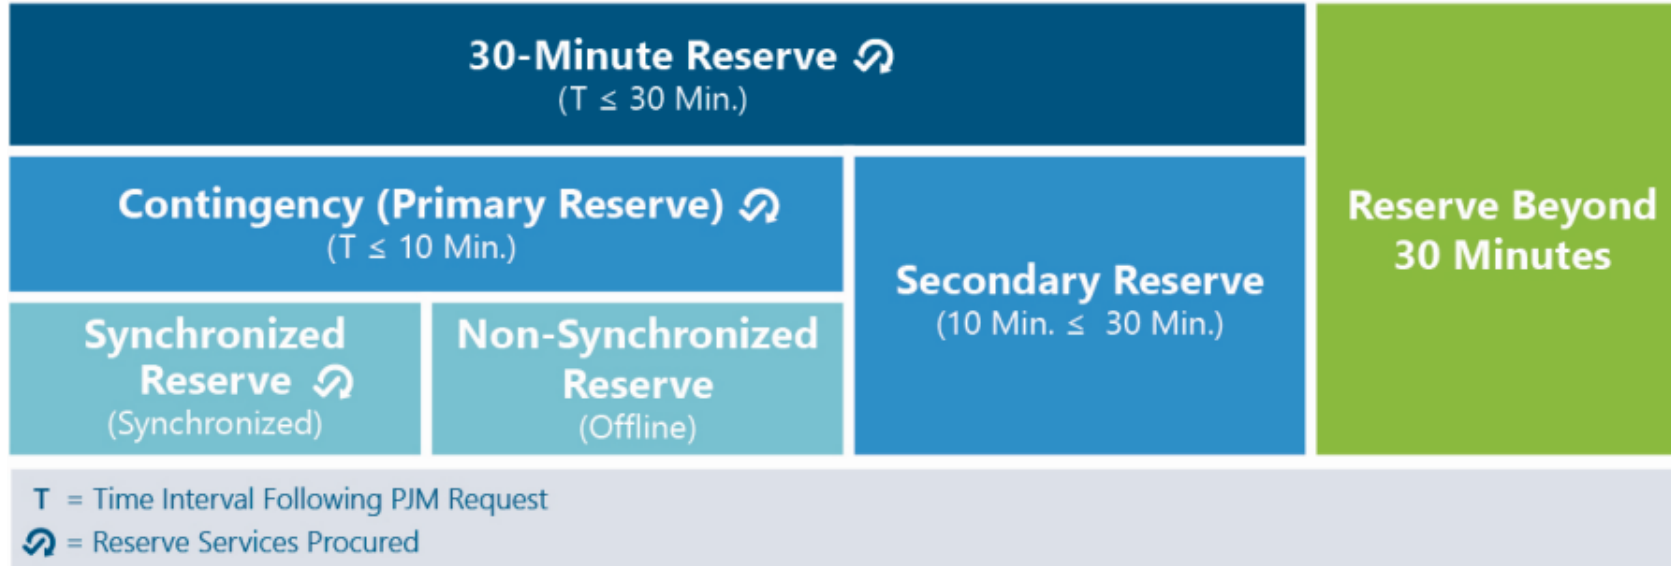 30-Minute Reserve
(T ≤ 30 Min.)
Contingency (Primary Reserve)
(T ≤ 10 Min.)
Synchronized
Reserve
(Synchronized)
Non-Synchronized
Reserve
(Offline)
Secondary Reserve
(10 Min. ≤ 30 Min.)
Reserve Beyond
30 Minutes
T = Time Interval Following PJM Request
= Reserve Services Procured